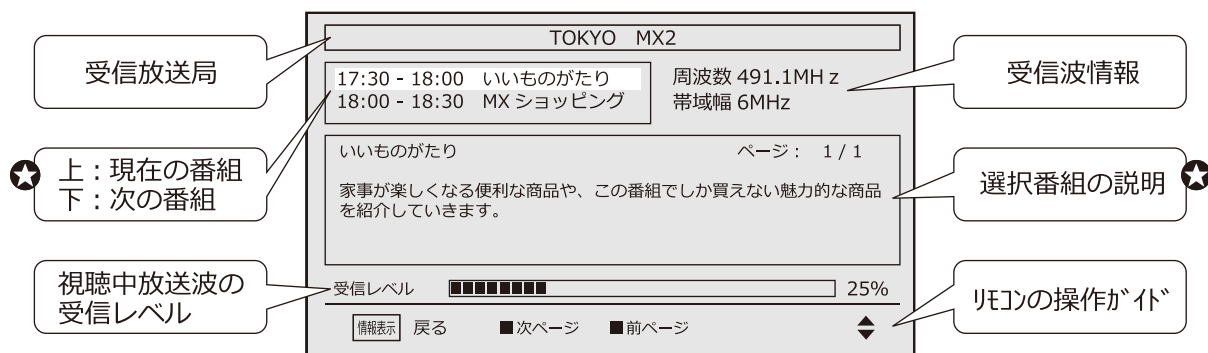 受信放送局
TOKYO MX2
17:30 - 18:00 いいものがたり
18:00 - 18:30 MX ショッピング
周波数 491.1MHz
帯域幅 6MHz
受信波情報
上：現在の番組
下：次の番組
いいものがたり ページ： 1 / 1
家事が楽しくなる便利な商品や、この番組でしか買えない魅力的な商品
を紹介していきます。
選択番組の説明
視聴中放送波の
受信レベル
受信レベル 25%
情報表示 戻る ■次ページ ■前ページ
ﾘﾓｺﾝの操作ｶﾞｲﾄﾞ